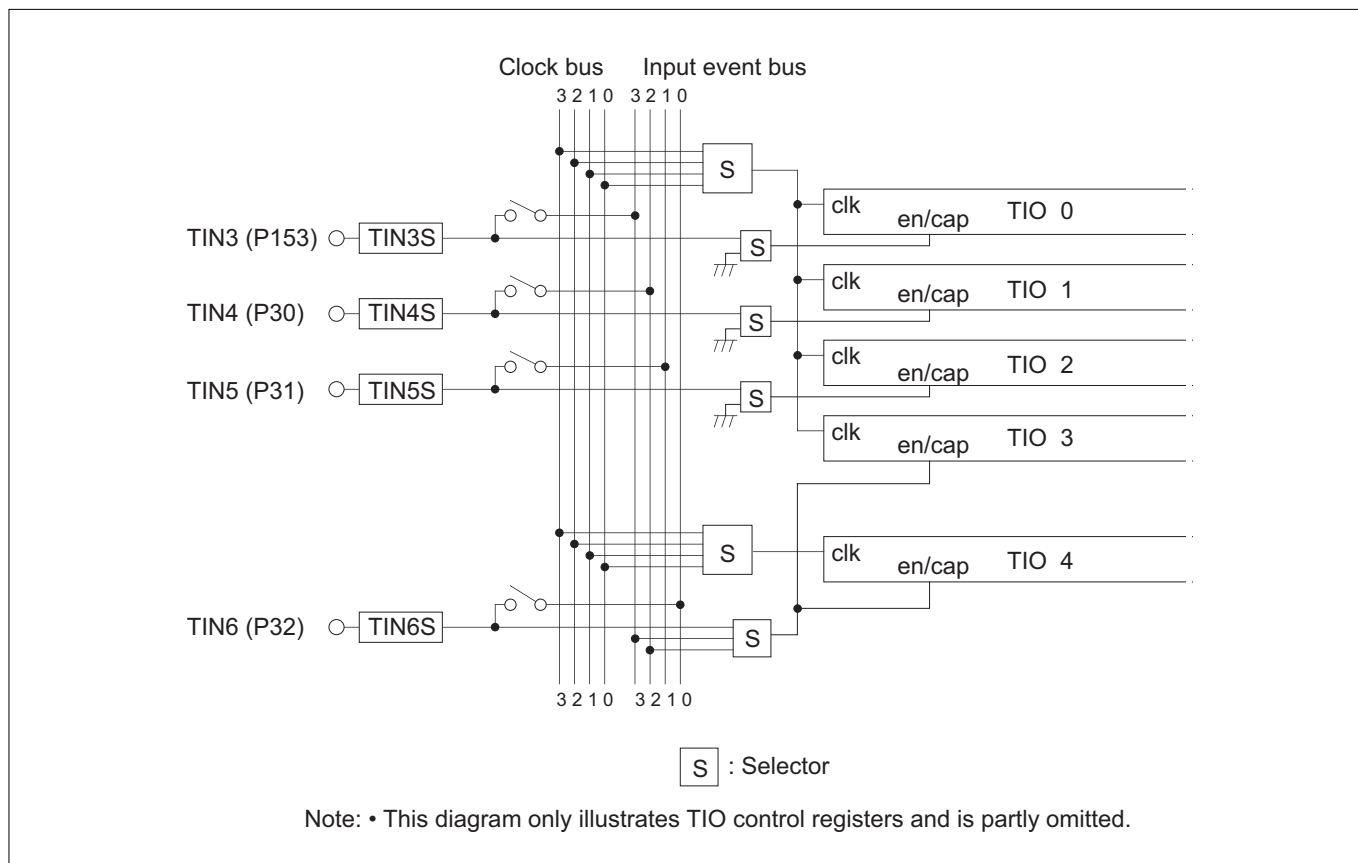 Clock bus Input event bus
3 2 1 0 3 2 1 0
S
clk
en/cap TIO 0
TIN3 (P153) TIN3S
S
clk
en/cap TIO 1
TIN4 (P30) TIN4S
S
clk
en/cap TIO 2
TIN5 (P31) TIN5S
S
clk
en/cap TIO 3
S
clk
en/cap TIO 4
TIN6 (P32) TIN6S
S
3 2 1 0 3 2 1 0
S : Selector
Note: • This diagram only illustrates TIO control registers and is partly omitted.